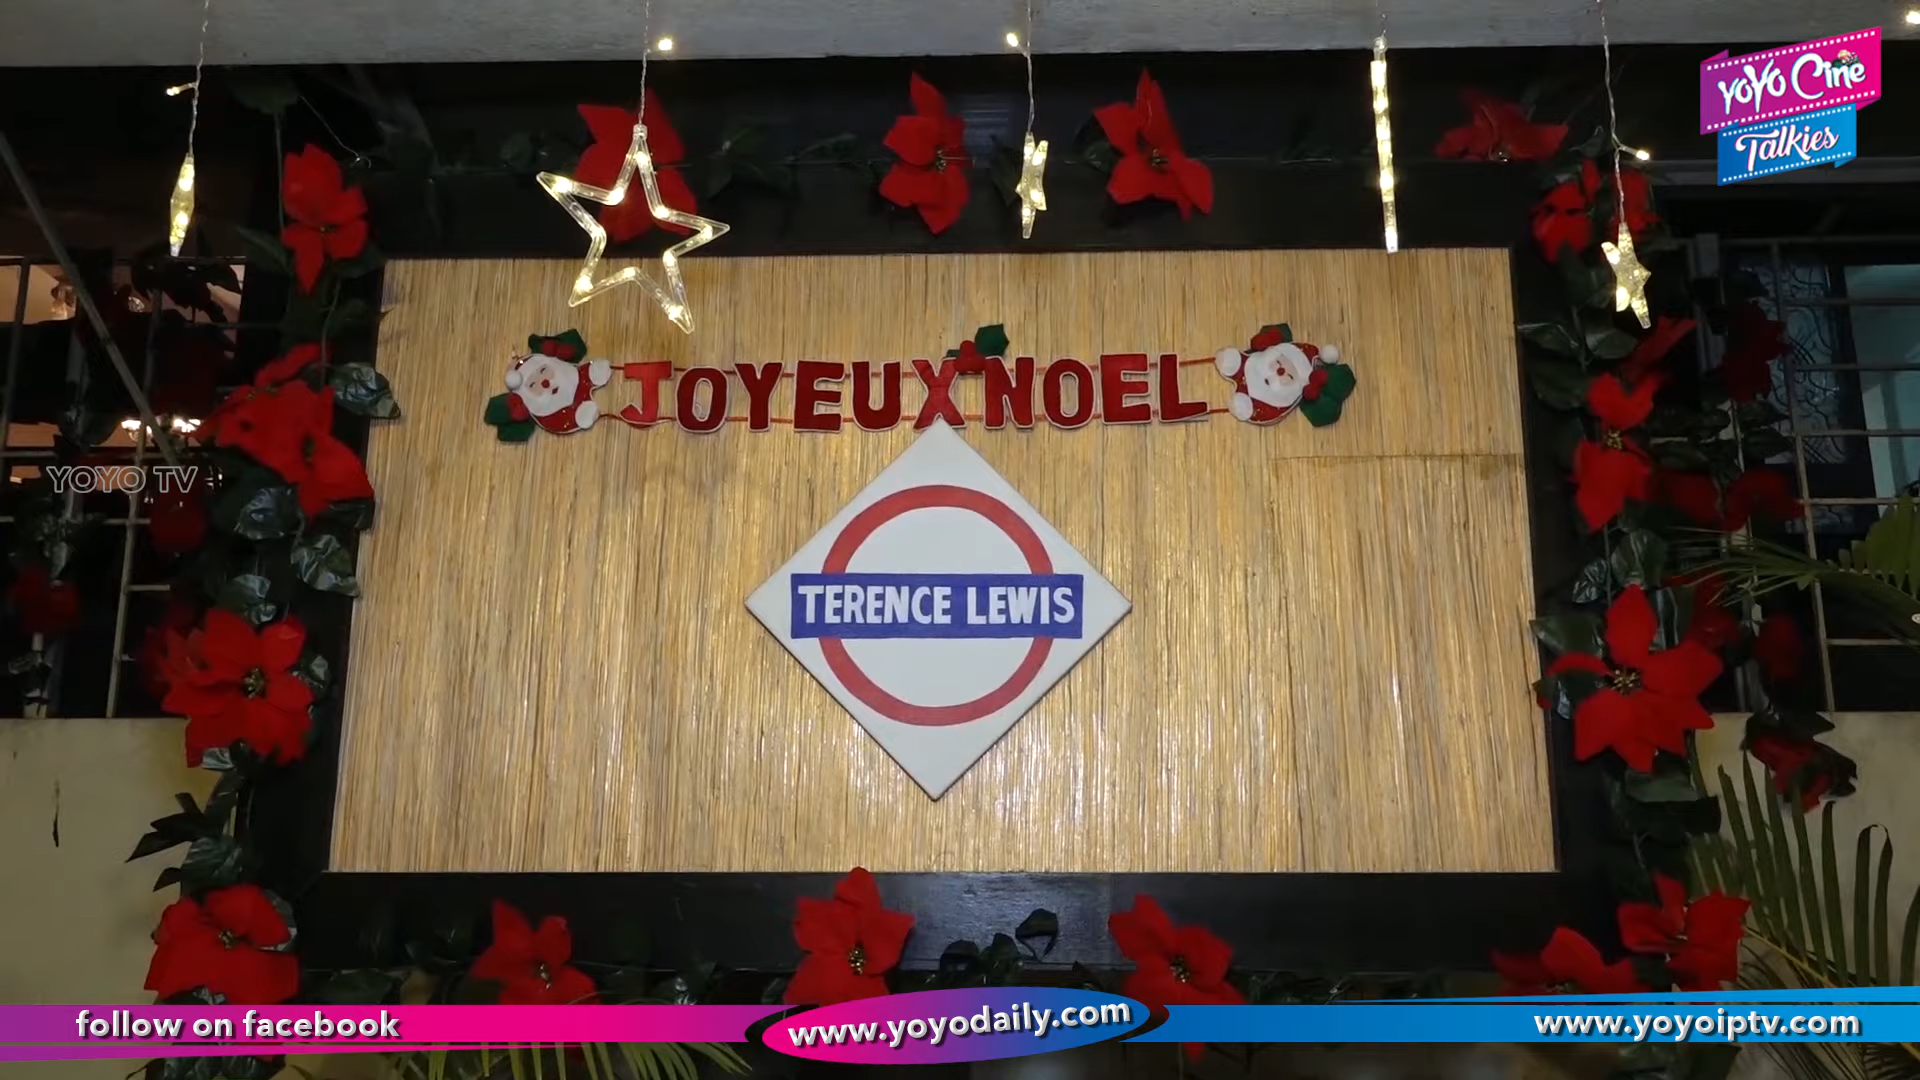 YOYO Cine
Talkies
JOYEUX NOEL
YOYO TV
TERENCE LEWIS
follow on facebook
www.yoyodaily.com
www.yoyoiptv.com